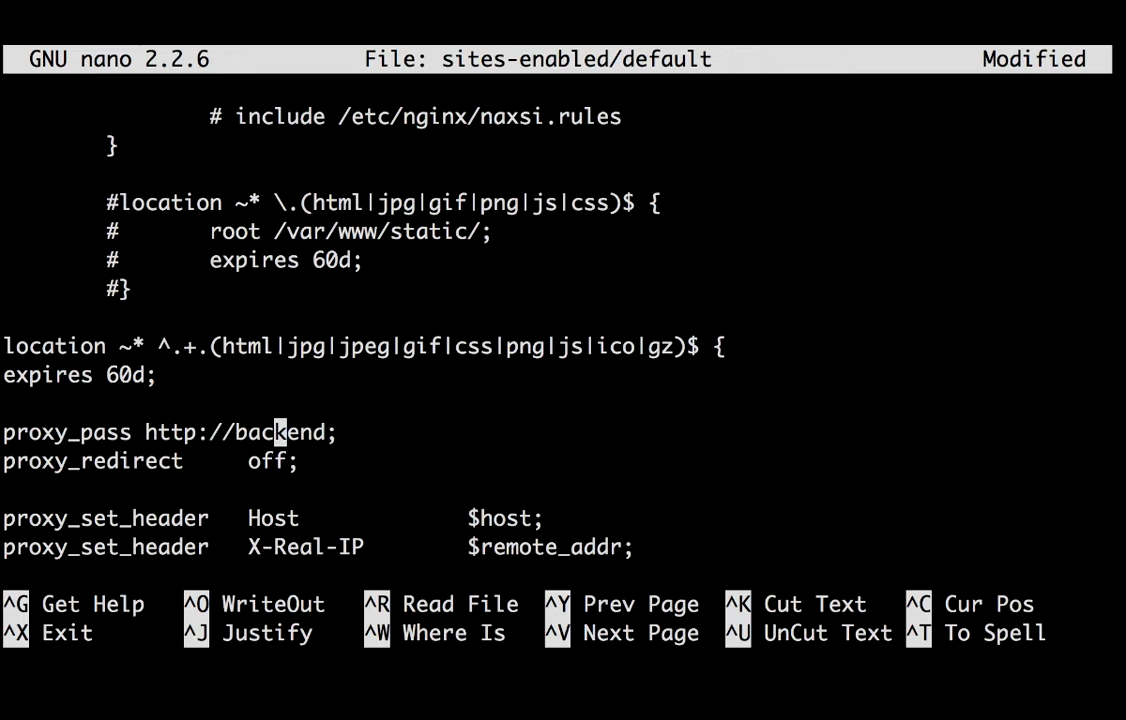 GNU nano 2.2.6 File: sites-enabled/default Modified
# include /etc/nginx/naxsi.rules
}
#location ~* \.(html|jpg|gif|png|js|css)$ {
# root /var/www/static/;
# expires 60d;
#}
location ~* ^.+.(html|jpg|jpeg|gif|css|png|js|ico|gz)$ {
expires 60d;
proxy_pass http://backend;
proxy_redirect off;
proxy_set_header Host $host;
proxy_set_header X-Real-IP $remote_addr;
^G Get Help ^O WriteOut ^R Read File ^Y Prev Page ^K Cut Text ^C Cur Pos
^X Exit ^J Justify ^W Where Is ^V Next Page ^U UnCut Text ^T To Spell